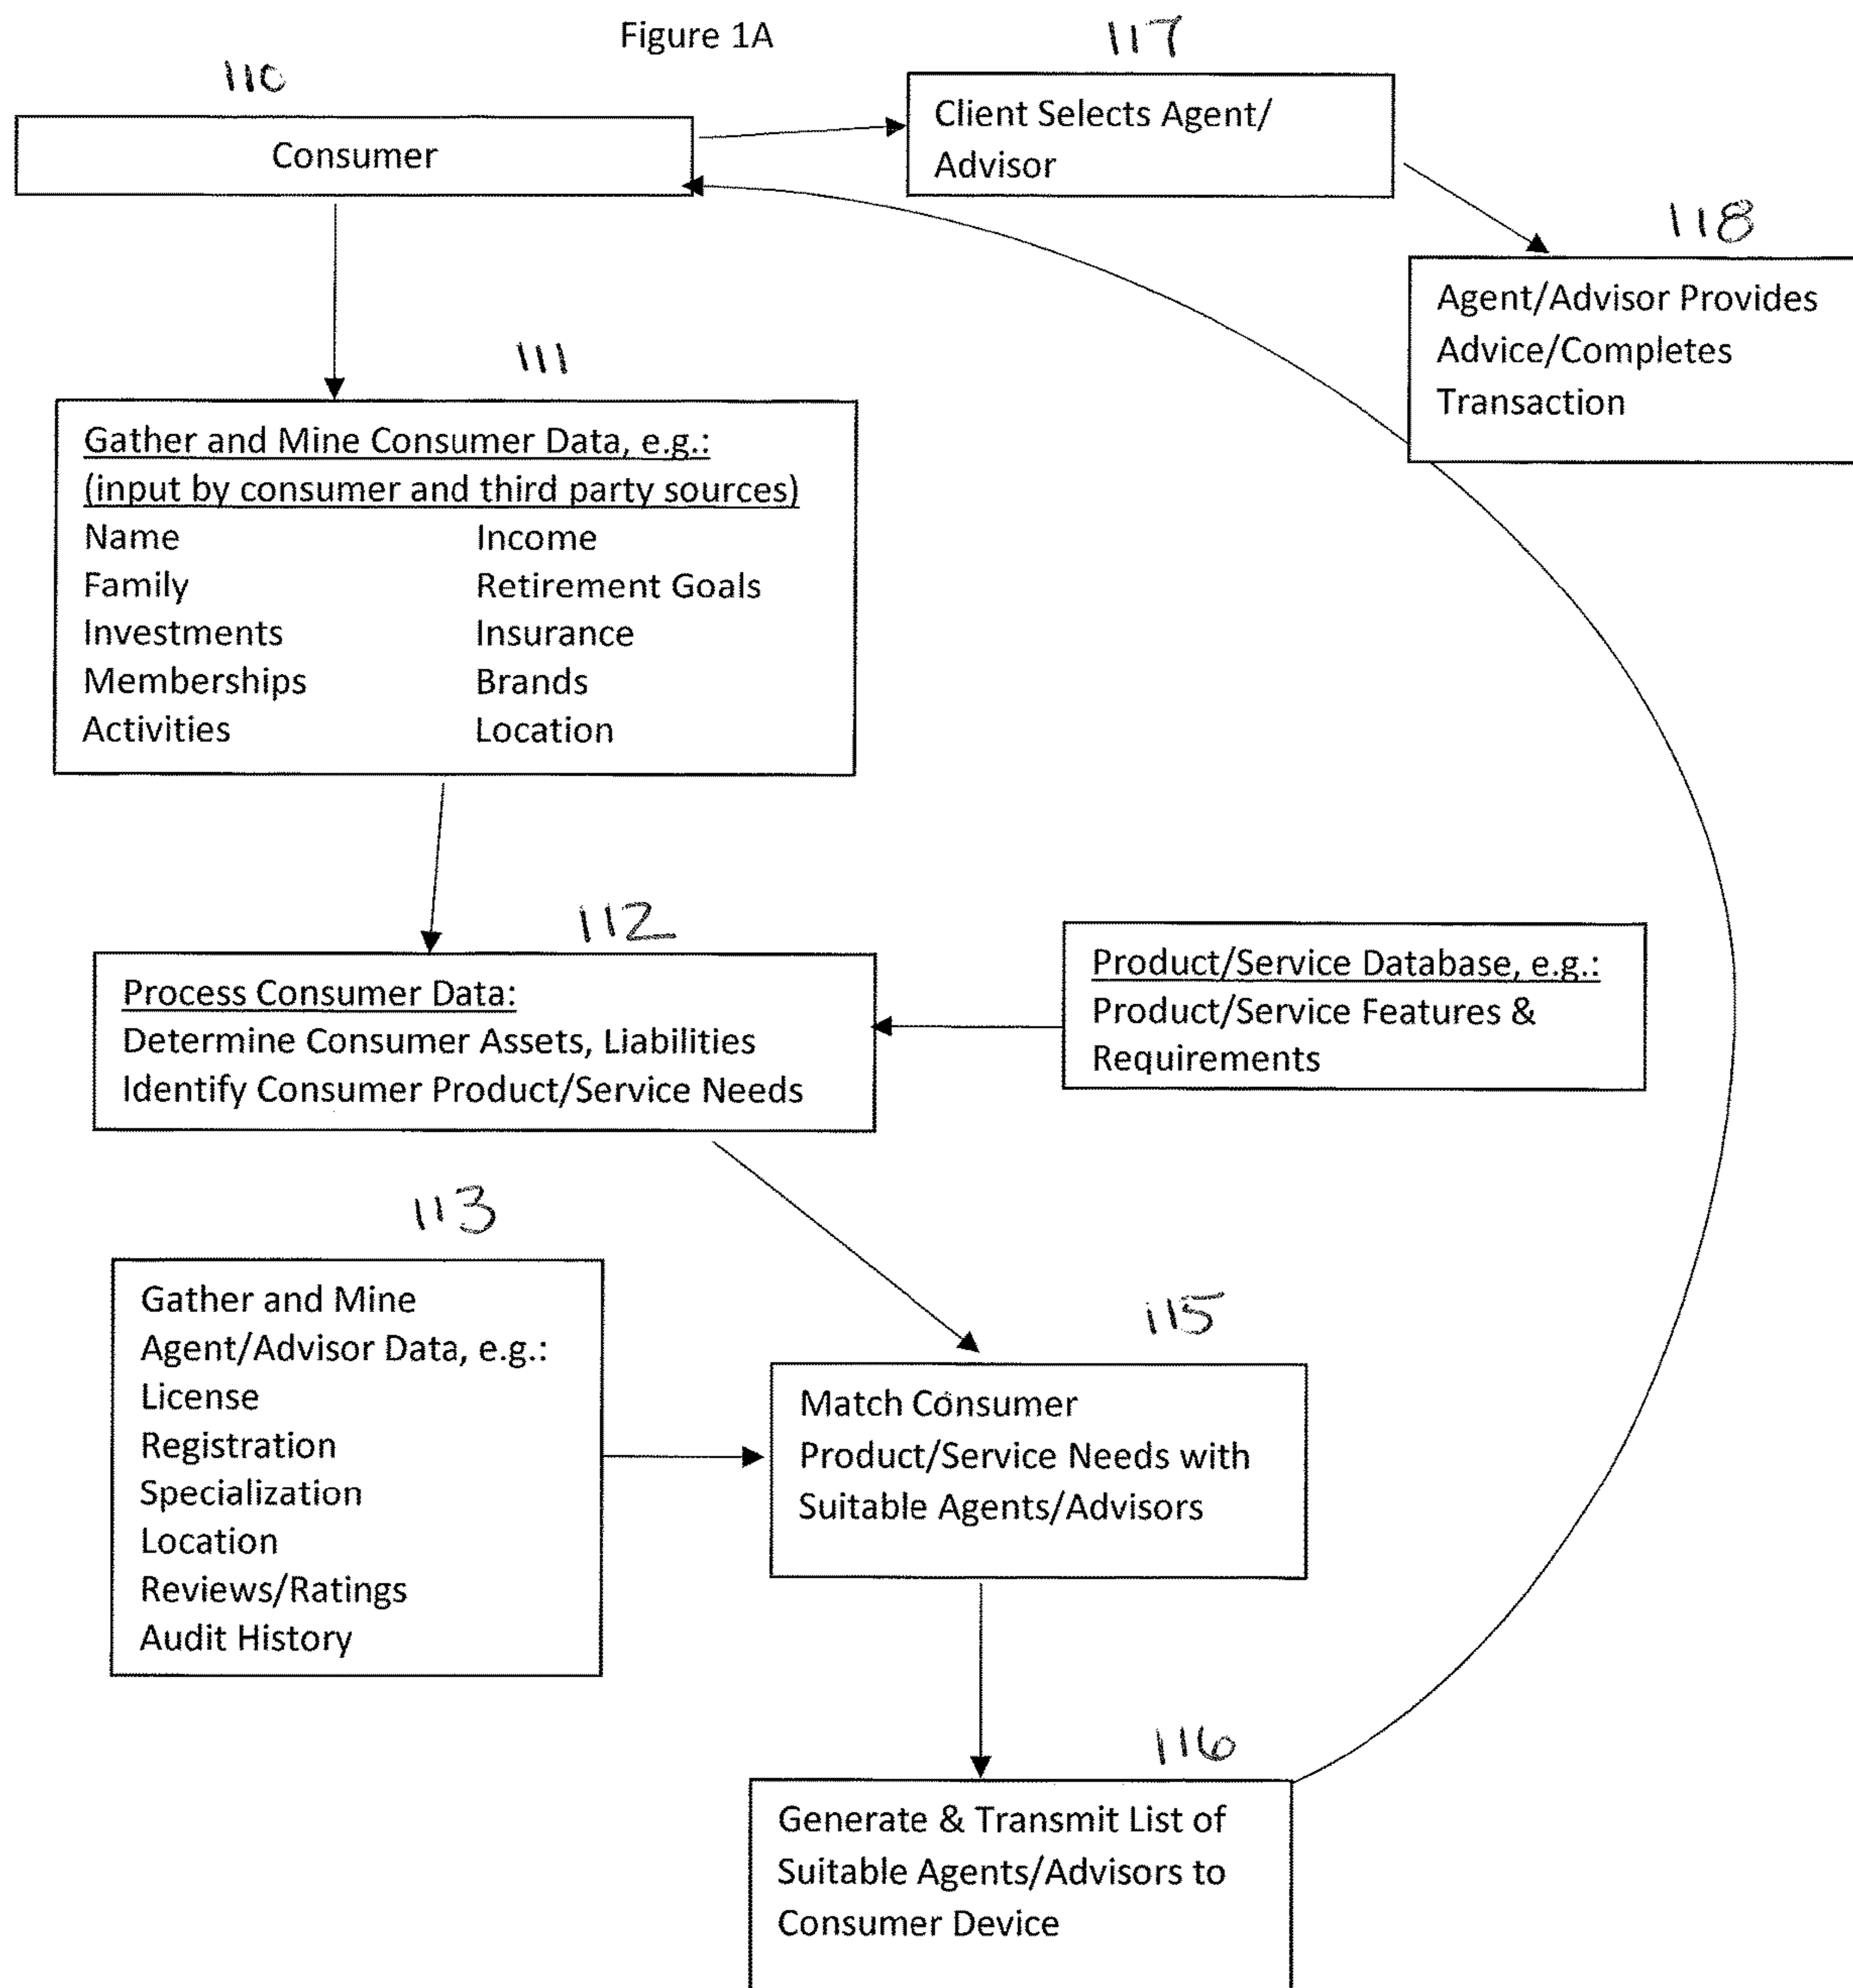 Figure 1A
110
Consumer
117
Client Selects Agent/
Advisor
118
Agent/Advisor Provides
Advice/Completes
Transaction
111
Gather and Mine Consumer Data, e.g.:
(input by consumer and third party sources)
Name Income
Family Retirement Goals
Investments Insurance
Memberships Brands
Activities Location
112
Process Consumer Data:
Determine Consumer Assets, Liabilities
Identify Consumer Product/Service Needs
Product/Service Database, e.g.:
Product/Service Features &
Requirements
113
Gather and Mine
Agent/Advisor Data, e.g.:
License
Registration
Specialization
Location
Reviews/Ratings
Audit History
115
Match Consumer
Product/Service Needs with
Suitable Agents/Advisors
116
Generate & Transmit List of
Suitable Agents/Advisors to
Consumer Device